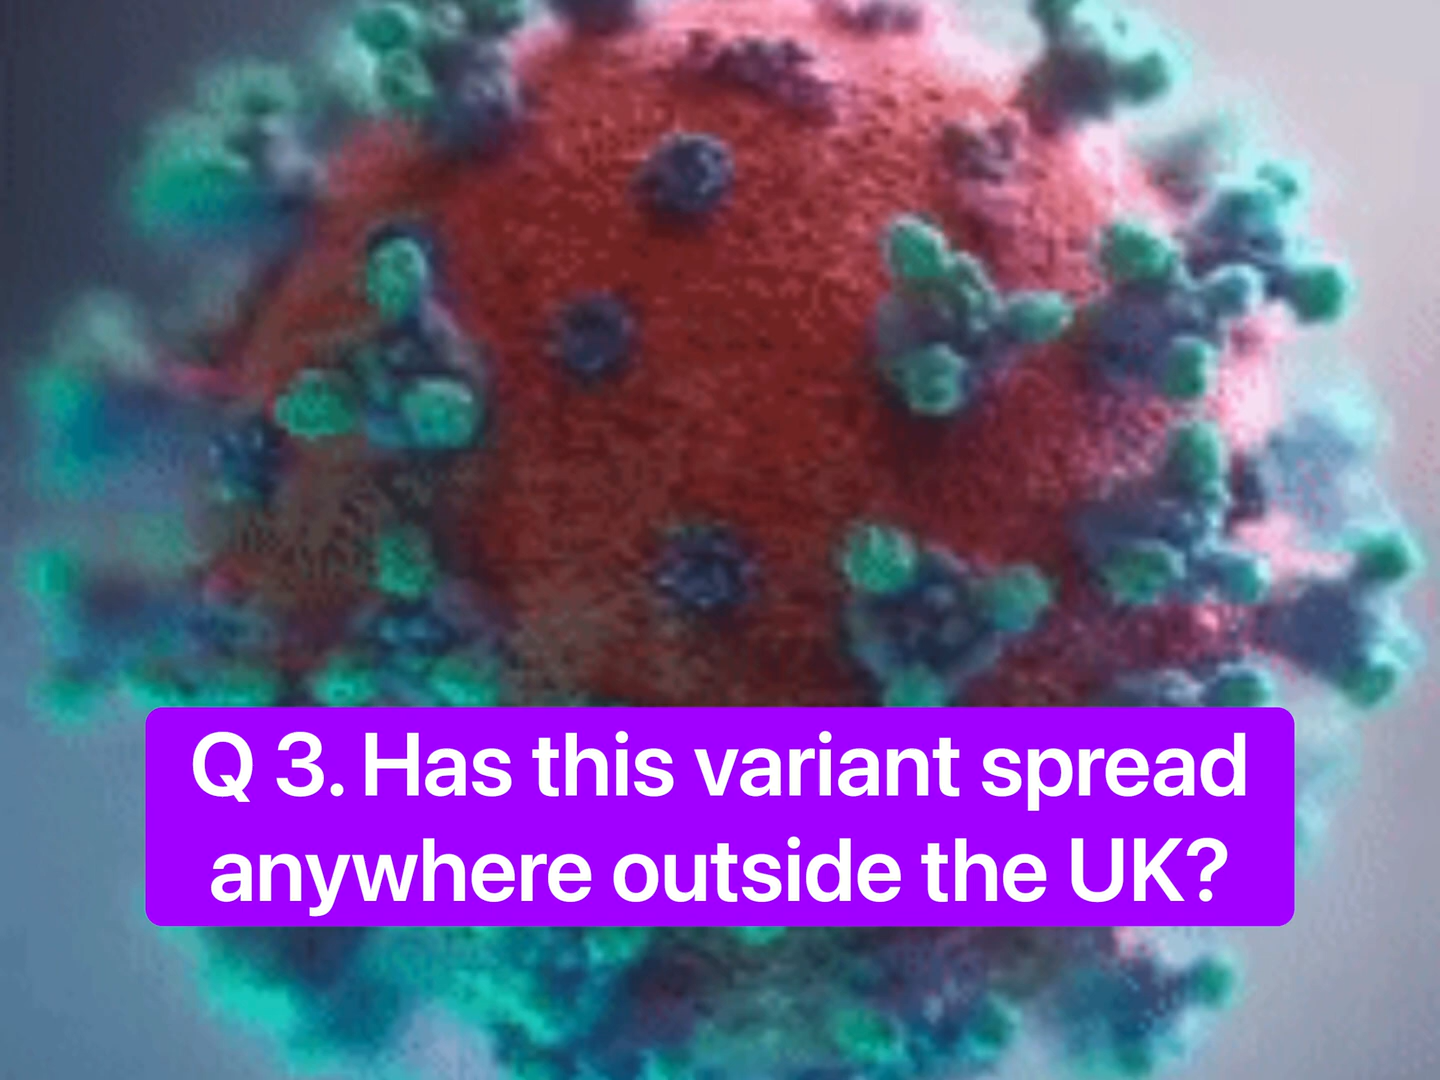 Q 3. Has this variant spread
anywhere outside the UK?